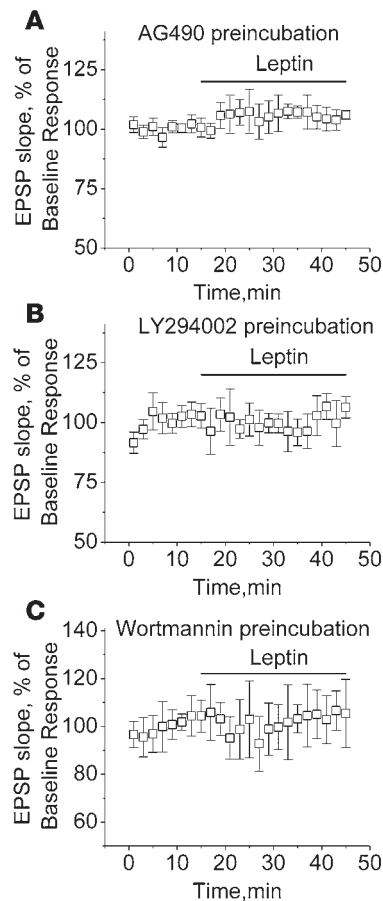 A
AG490 preincubation
Leptin
EPSP slope, % of
Baseline Response
125
100
75
50
0 10 20 30 40 50
Time,min
B
LY294002 preincubation
Leptin
EPSP slope, % of
Baseline Response
125
100
75
50
0 10 20 30 40 50
Time,min
C
Wortmannin preincubation
Leptin
EPSP slope, % of
Baseline Response
140
120
100
80
60
0 10 20 30 40 50
Time,min